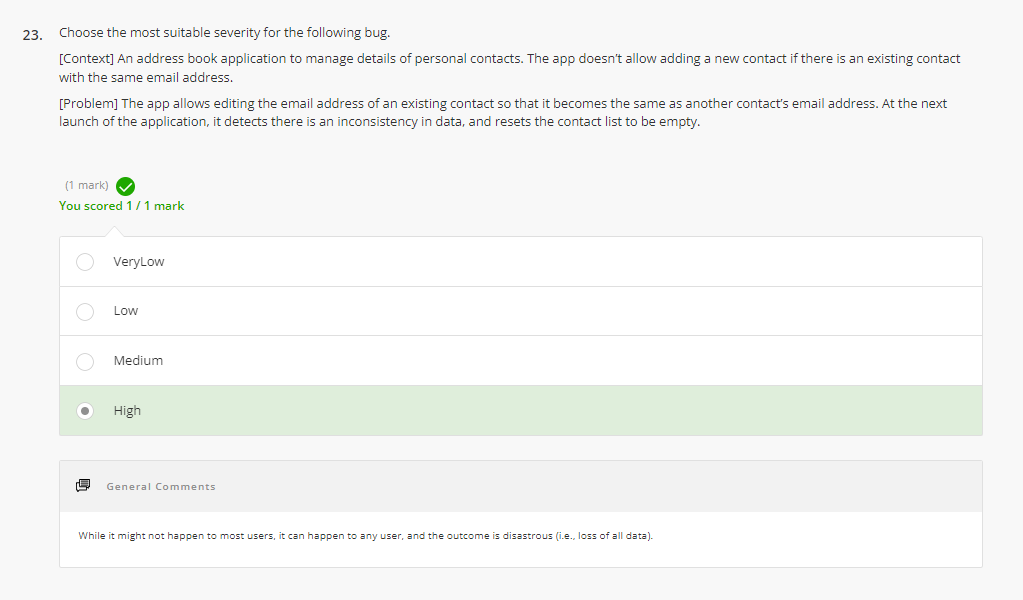 23. Choose the most suitable severity for the following bug.
[Context] An address book application to manage details of personal contacts. The app doesn't allow adding a new contact if there is an existing contact
with the same email address.
[Problem] The app allows editing the email address of an existing contact so that it becomes the same as another contact's email address. At the next
launch of the application, it detects there is an inconsistency in data, and resets the contact list to be empty.
(1 mark)
You scored 1 / 1 mark
VeryLow
Low
Medium
High
General Comments
While it might not happen to most users, it can happen to any user, and the outcome is disastrous (i.e., loss of all data).